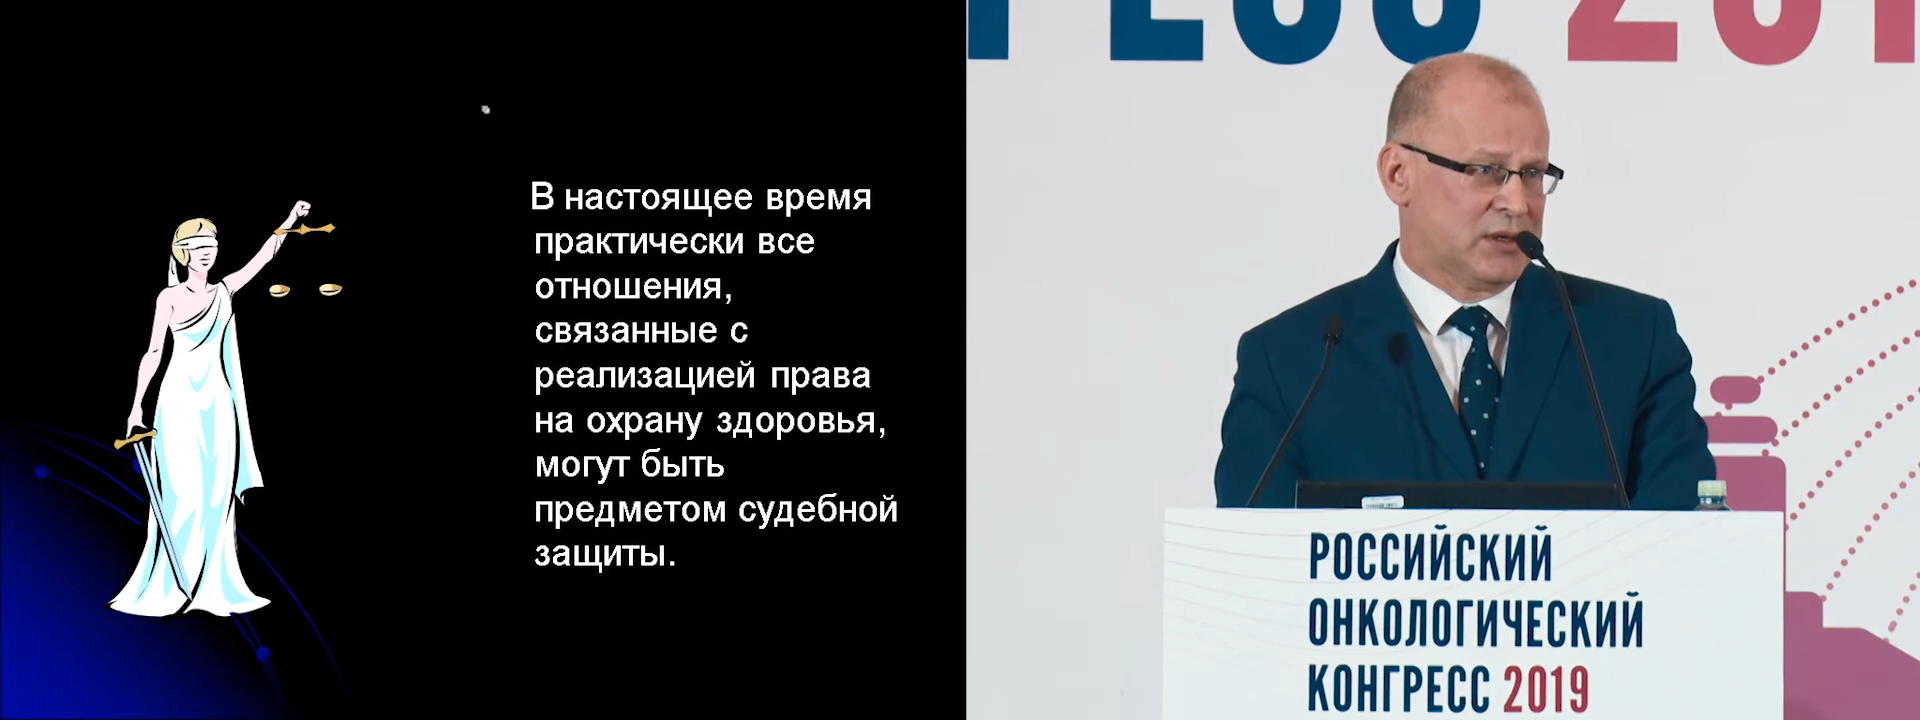 В настоящее время
практически все
отношения,
связанные с
реализацией права
на охрану здоровья,
могут быть
предметом судебной
защиты.
РОССИЙСКИЙ
ОНКОЛОГИЧЕСКИЙ
КОНГРЕСС 2019